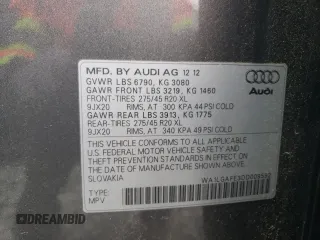 MFD. BY AUDI AG 12 12
GVWR LBS 6790, KG 3080
GAWR FRONT LBS 3219, KG 1460
FRONT-TIRES 275/45 R20 XL
9JX20 RIMS, AT 300 KPA 44 PSI COLD
GAWR REAR LBS 3913, KG 1775
REAR-TIRES 275/45 R20 XL
9JX20 RIMS, AT 340 KPA 49 PSI COLD
Audi
THIS VEHICLE CONFORMS TO ALL
APPLICABLE U.S. FEDERAL MOTOR
VEHICLE SAFETY STANDARDS IN
EFFECT ON THE DATE OF
MANUFACTURE SHOWN ABOVE.
SLOVAKIA
TYPE:
MPV
DREAMBID